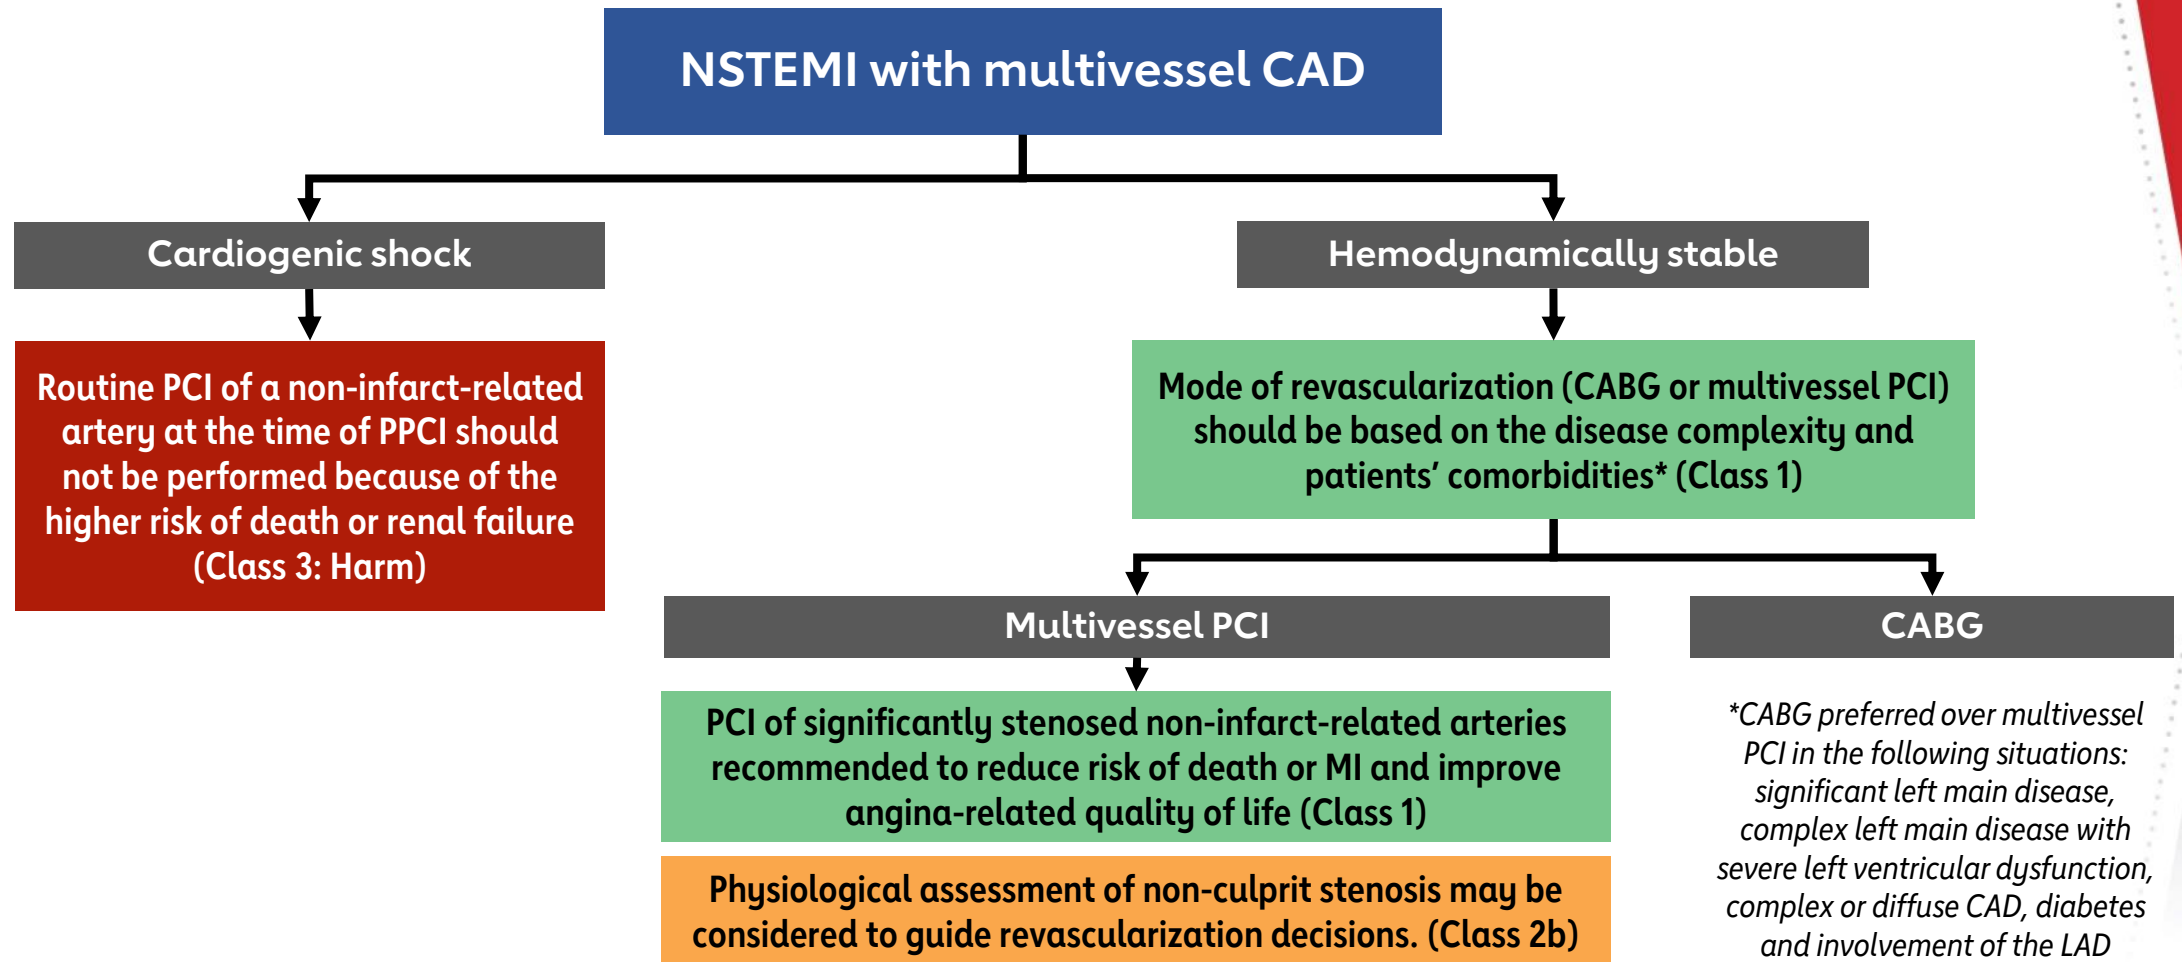 NSTEMI with multivessel CAD
Cardiogenic shock
Routine PCI of a non-infarct-related
artery at the time of PPCI should
not be performed because of the
higher risk of death or renal failure
(Class 3: Harm)
Hemodynamically stable
Mode of revascularization (CABG or multivessel PCI)
should be based on the disease complexity and
patients’ comorbidities* (Class 1)
Multivessel PCI
PCI of significantly stenosed non-infarct-related arteries
recommended to reduce risk of death or MI and improve
angina-related quality of life (Class 1)
Physiological assessment of non-culprit stenosis may be
considered to guide revascularization decisions. (Class 2b)
CABG
*CABG preferred over multivessel
PCI in the following situations:
significant left main disease,
complex left main disease with
severe left ventricular dysfunction,
complex or diffuse CAD, diabetes
and involvement of the LAD